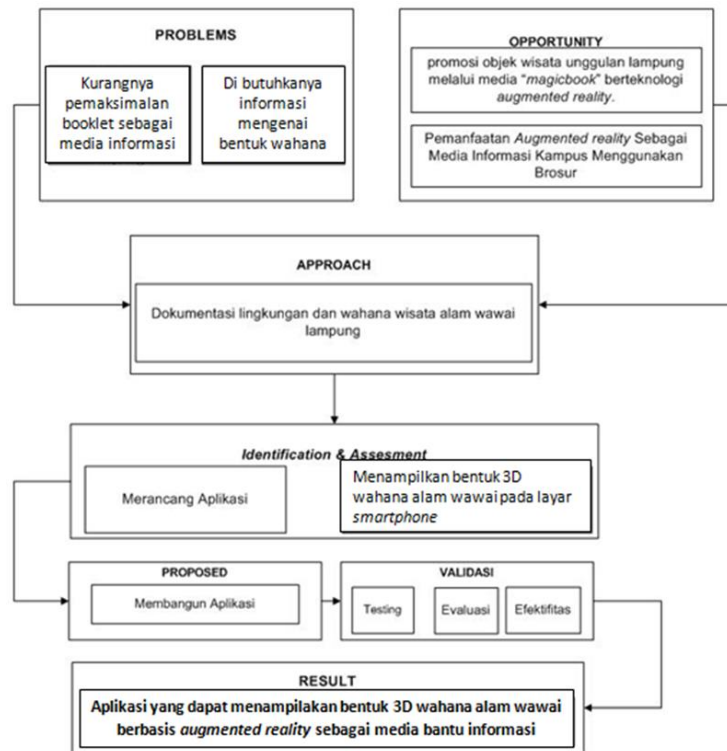 PROBLEMS
Kurangnya
pemaksimalan
booklet sebagai
media informasi
Di butuhkanya
informasi
mengenai
bentuk wahana
OPPORTUNITY
promosi objek wisata unggulan lampung
melalui media “magicbook” berteknologi
augmented reality.
Pemanfaatan Augmented reality Sebagai
Media Informasi Kampus Menggunakan
Brosur
APPROACH
Dokumentasi lingkungan dan wahana wisata alam wawai
lampung
Identification & Assesment
Merancang Aplikasi
Menampilkan bentuk 3D
wahana alam wawai pada layar
smartphone
PROPOSED
Membangun Aplikasi
VALIDASI
Testing
Evaluasi
Efektifitas
RESULT
Aplikasi yang dapat menampilakan bentuk 3D wahana alam wawai
berbasis augmented reality sebagai media bantu informasi